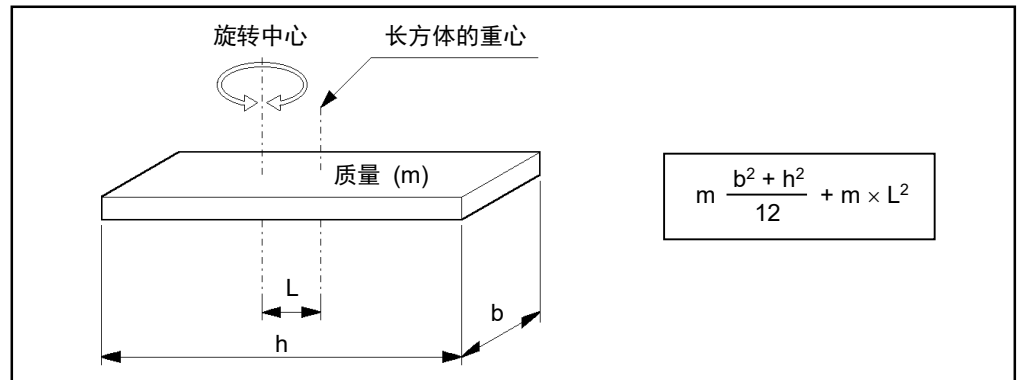 旋转中心 长方体的重心
质量 (m)
m (b² + h²)/12 + m × L²
L
b
h